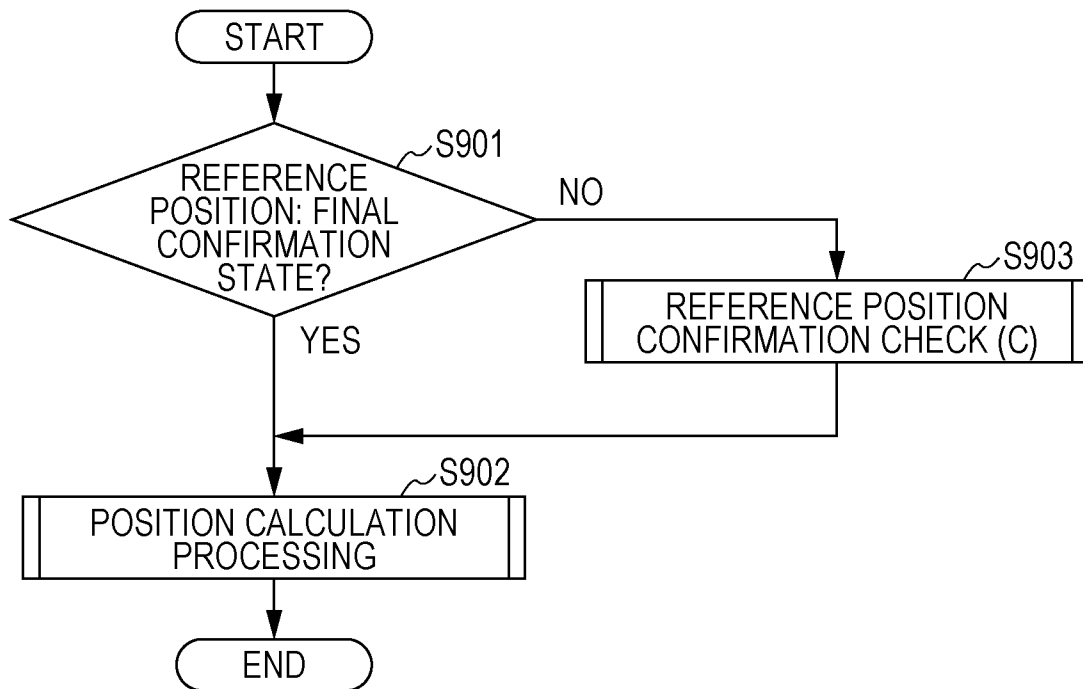 START
S901
REFERENCE
POSITION: FINAL
CONFIRMATION
STATE?
NO
YES
S903
REFERENCE POSITION
CONFIRMATION CHECK (C)
S902
POSITION CALCULATION
PROCESSING
END